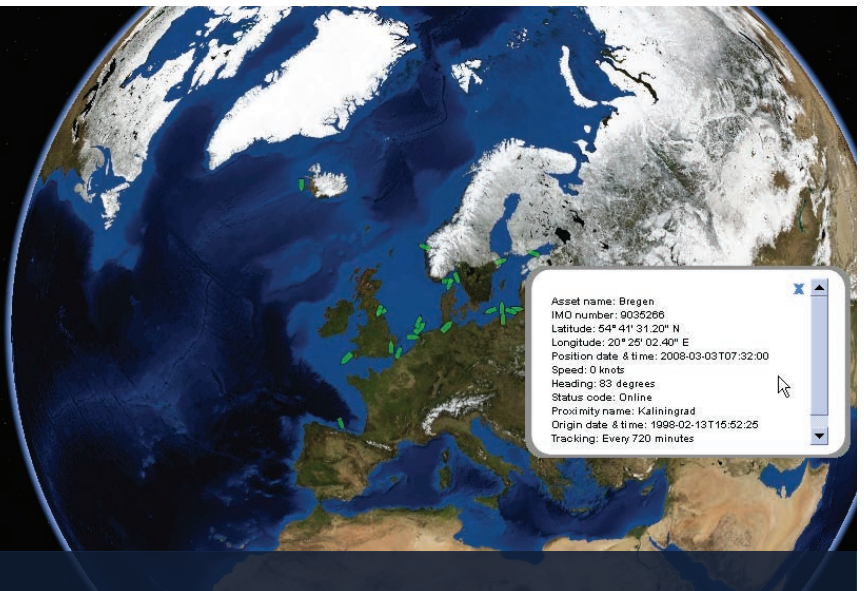 X
Asset name: Bregen
IMO number: 9035266
Latitude: 54° 41' 31.20" N
Longitude: 20° 25' 02.40" E
Position date & time: 2008-03-03T07:32:00
Speed: 0 knots
Heading: 83 degrees
Status code: Online
Proximity name: Kaliningrad
Origin date & time: 1998-02-13T15:52:25
Tracking: Every 720 minutes